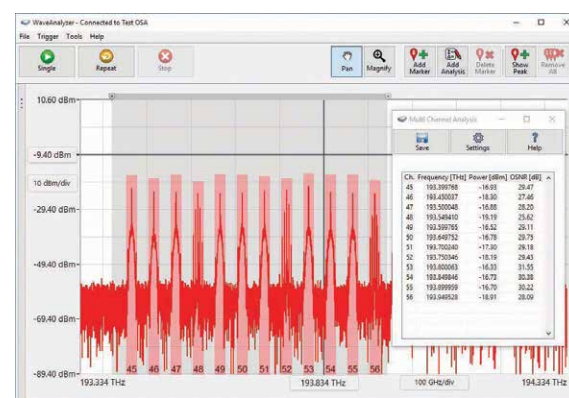 WaveAnalyzer - Connected to Test OSA
File Trigger Tools Help
Single Repeat Stop Pan Magnify Add Marker Add Analysis Delete Marker Show Peak Remove All
10.60 dBm
-9.40 dBm
10 dBm/div
-29.40 dBm
-49.40 dBm
-69.40 dBm
-89.40 dBm
45 46 47 48 49 50 51 52 53 54 55 56
193.334 THz 193.834 THz 100 GHz/div 194.334 THz
Multi Channel Analysis
Save Settings Help
Ch. Frequency [THz] Power [dBm] OSNR [dB]
45 193.399768 -16.93 29.47
46 193.450037 -18.30 27.46
47 193.500048 -16.88 28.20
48 193.549410 -19.19 25.62
49 193.599765 -16.52 29.11
50 193.649752 -16.78 29.75
51 193.700240 -17.30 29.18
52 193.750346 -18.19 29.43
53 193.800063 -16.33 31.55
54 193.849846 -16.73 30.38
55 193.899959 -16.70 30.22
56 193.949528 -18.91 28.09